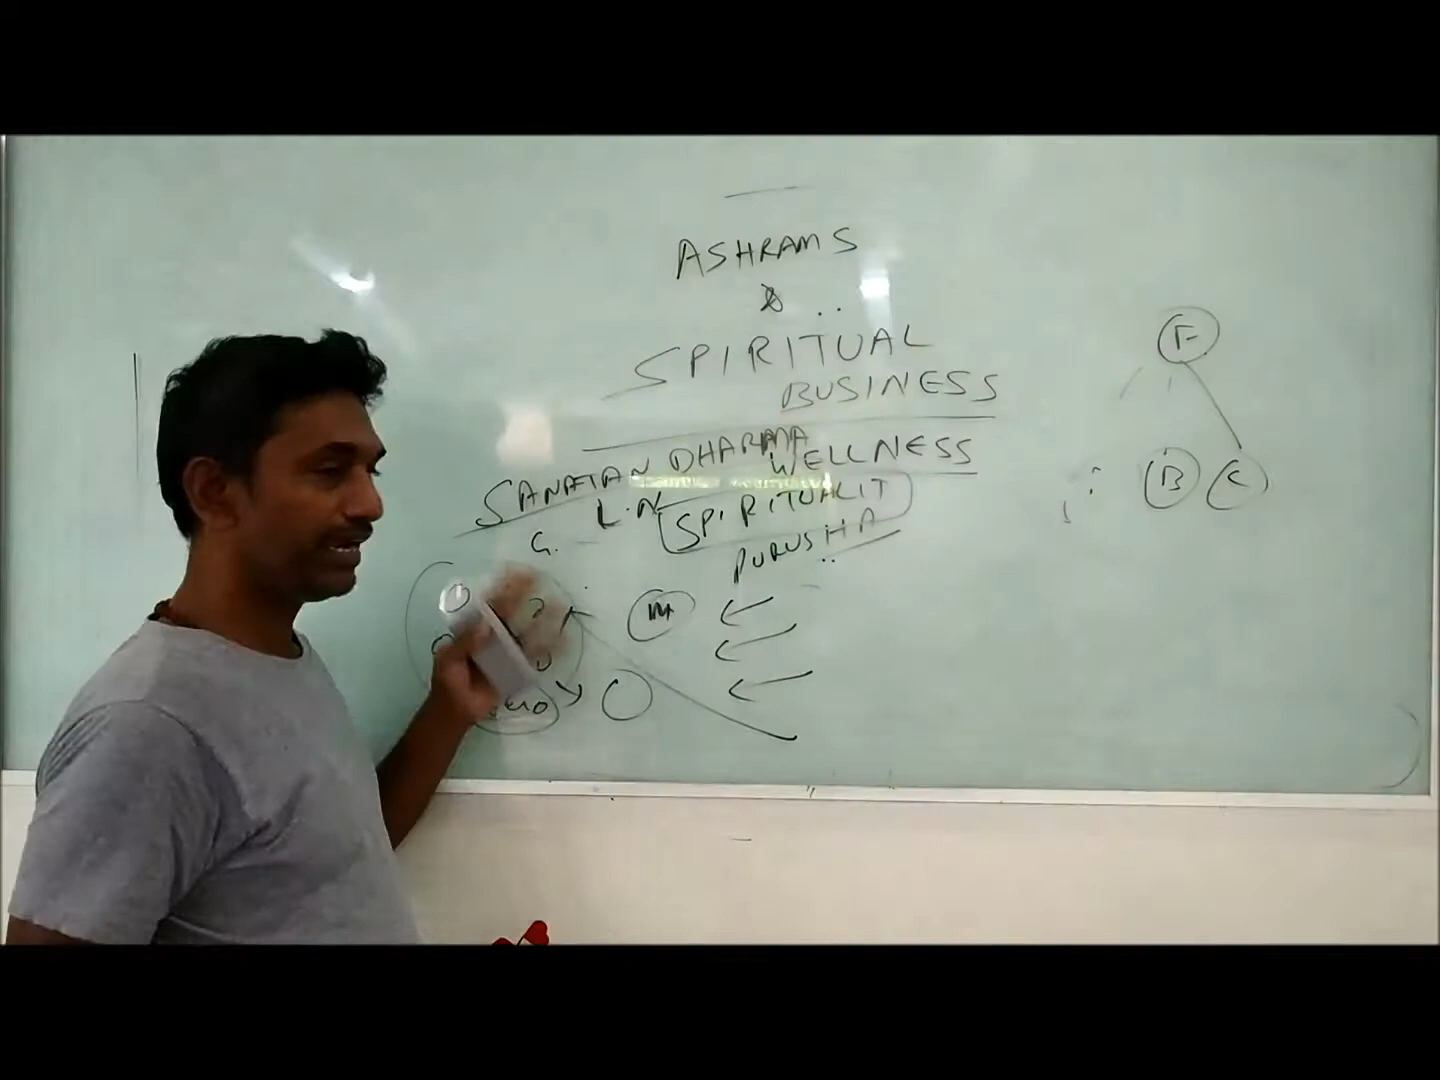 ASHRAMS
&
SPIRITUAL
BUSINESS
SANATAN DHARMA
WELLNESS
L.N
SPIRITUALIT
G.
PURUSHA
M
F
B C